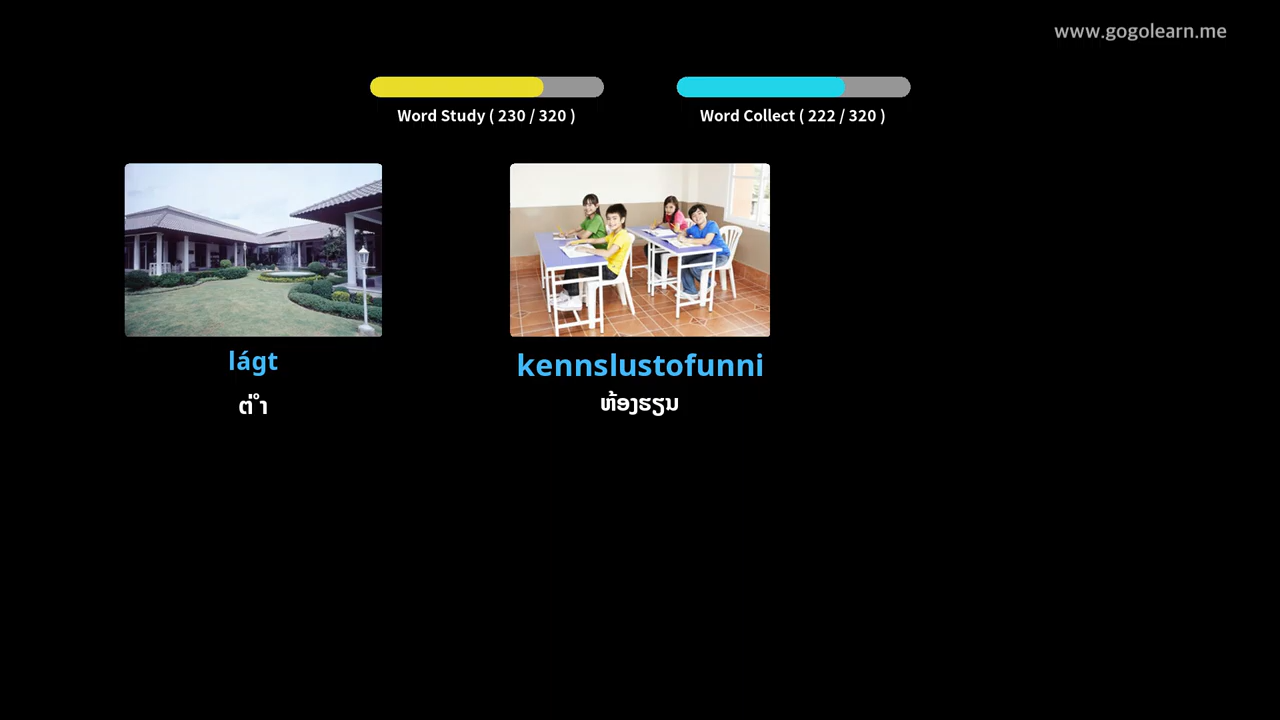 www.gogolearn.me
Word Study ( 230 / 320 )
Word Collect ( 222 / 320 )
lágt
ຕ່ໍາ
kennslustofunni
ຫ້ອງຮຽນ